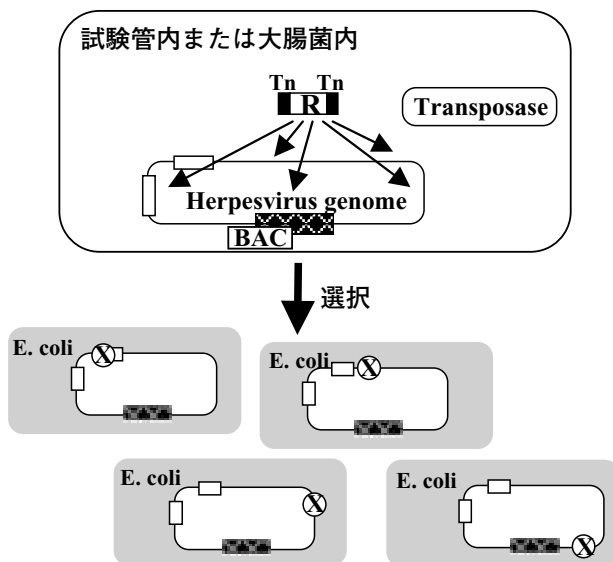 試験管内または大腸菌内
Tn Tn
R
Transposase
Herpesvirus genome
BAC
選択
E. coli
X
E. coli
X
E. coli
X
E. coli
X